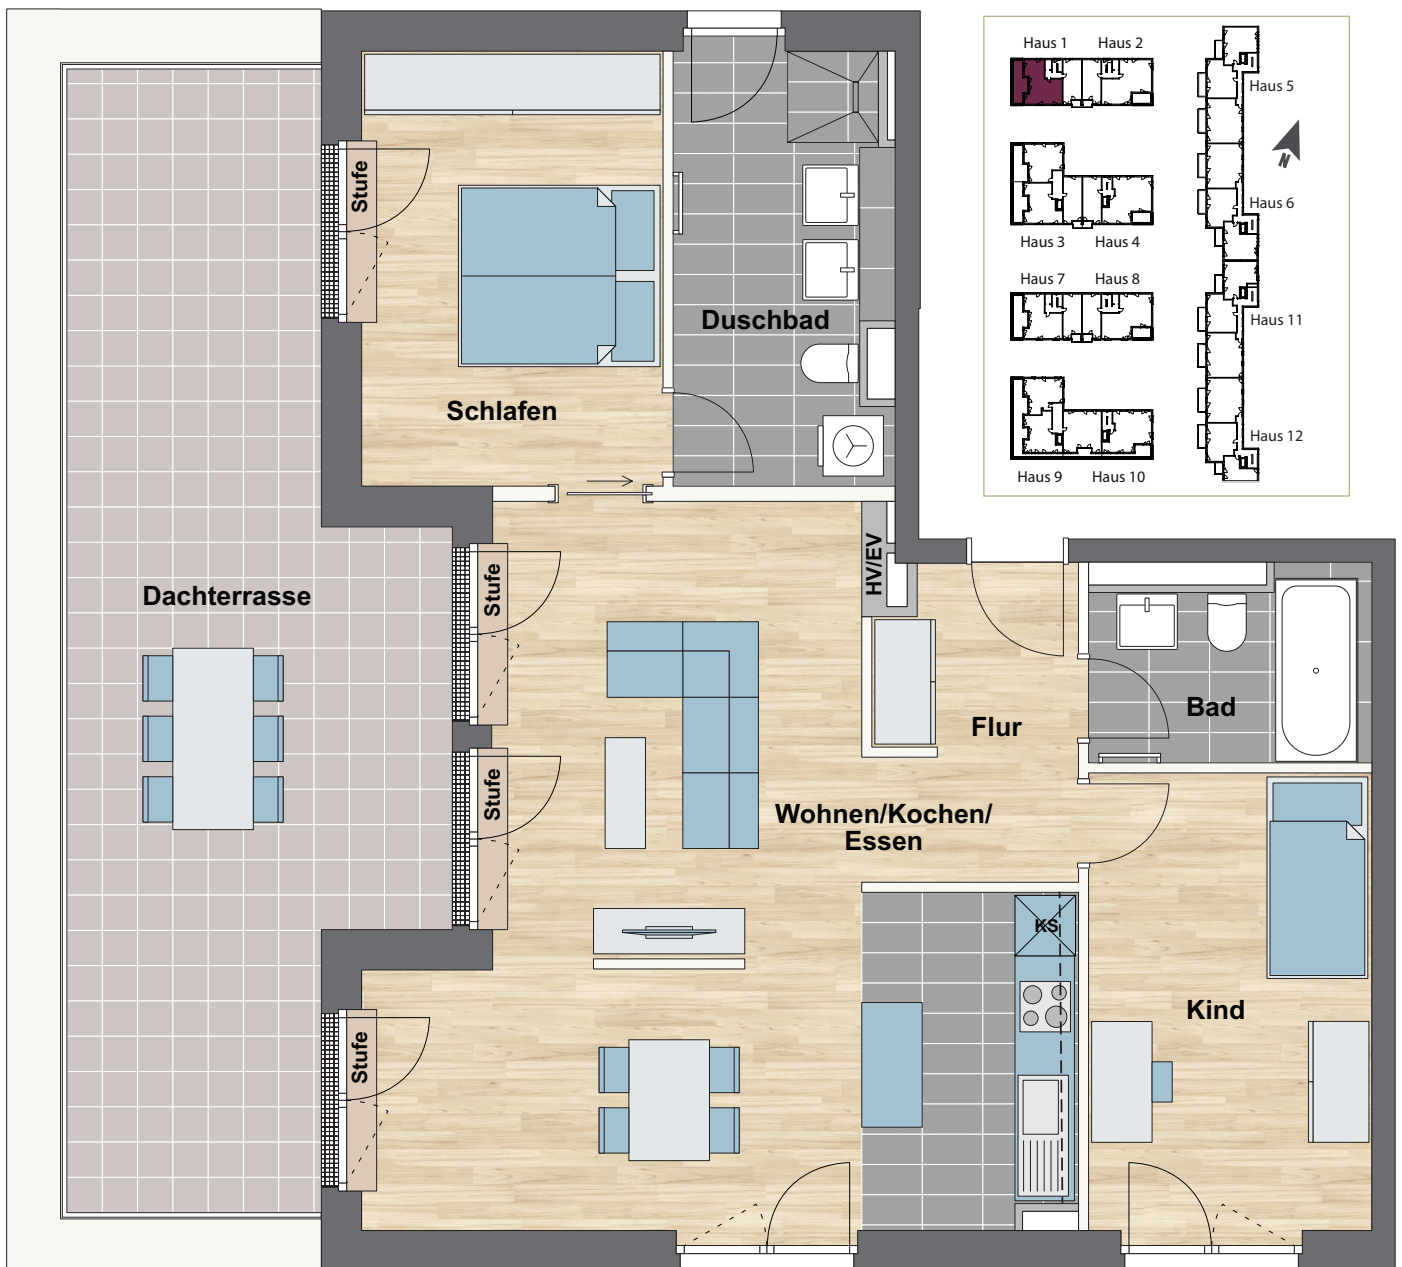 Haus 1
Haus 2
Haus 5
N
Haus 6
Haus 3
Haus 4
Haus 7
Haus 8
Haus 11
Haus 12
Haus 9
Haus 10
Stufe
Duschbad
Schlafen
HV/EV
Dachterrasse
Stufe
Flur
Bad
Stufe
Wohnen/Kochen/
Essen
KS
Kind
Stufe